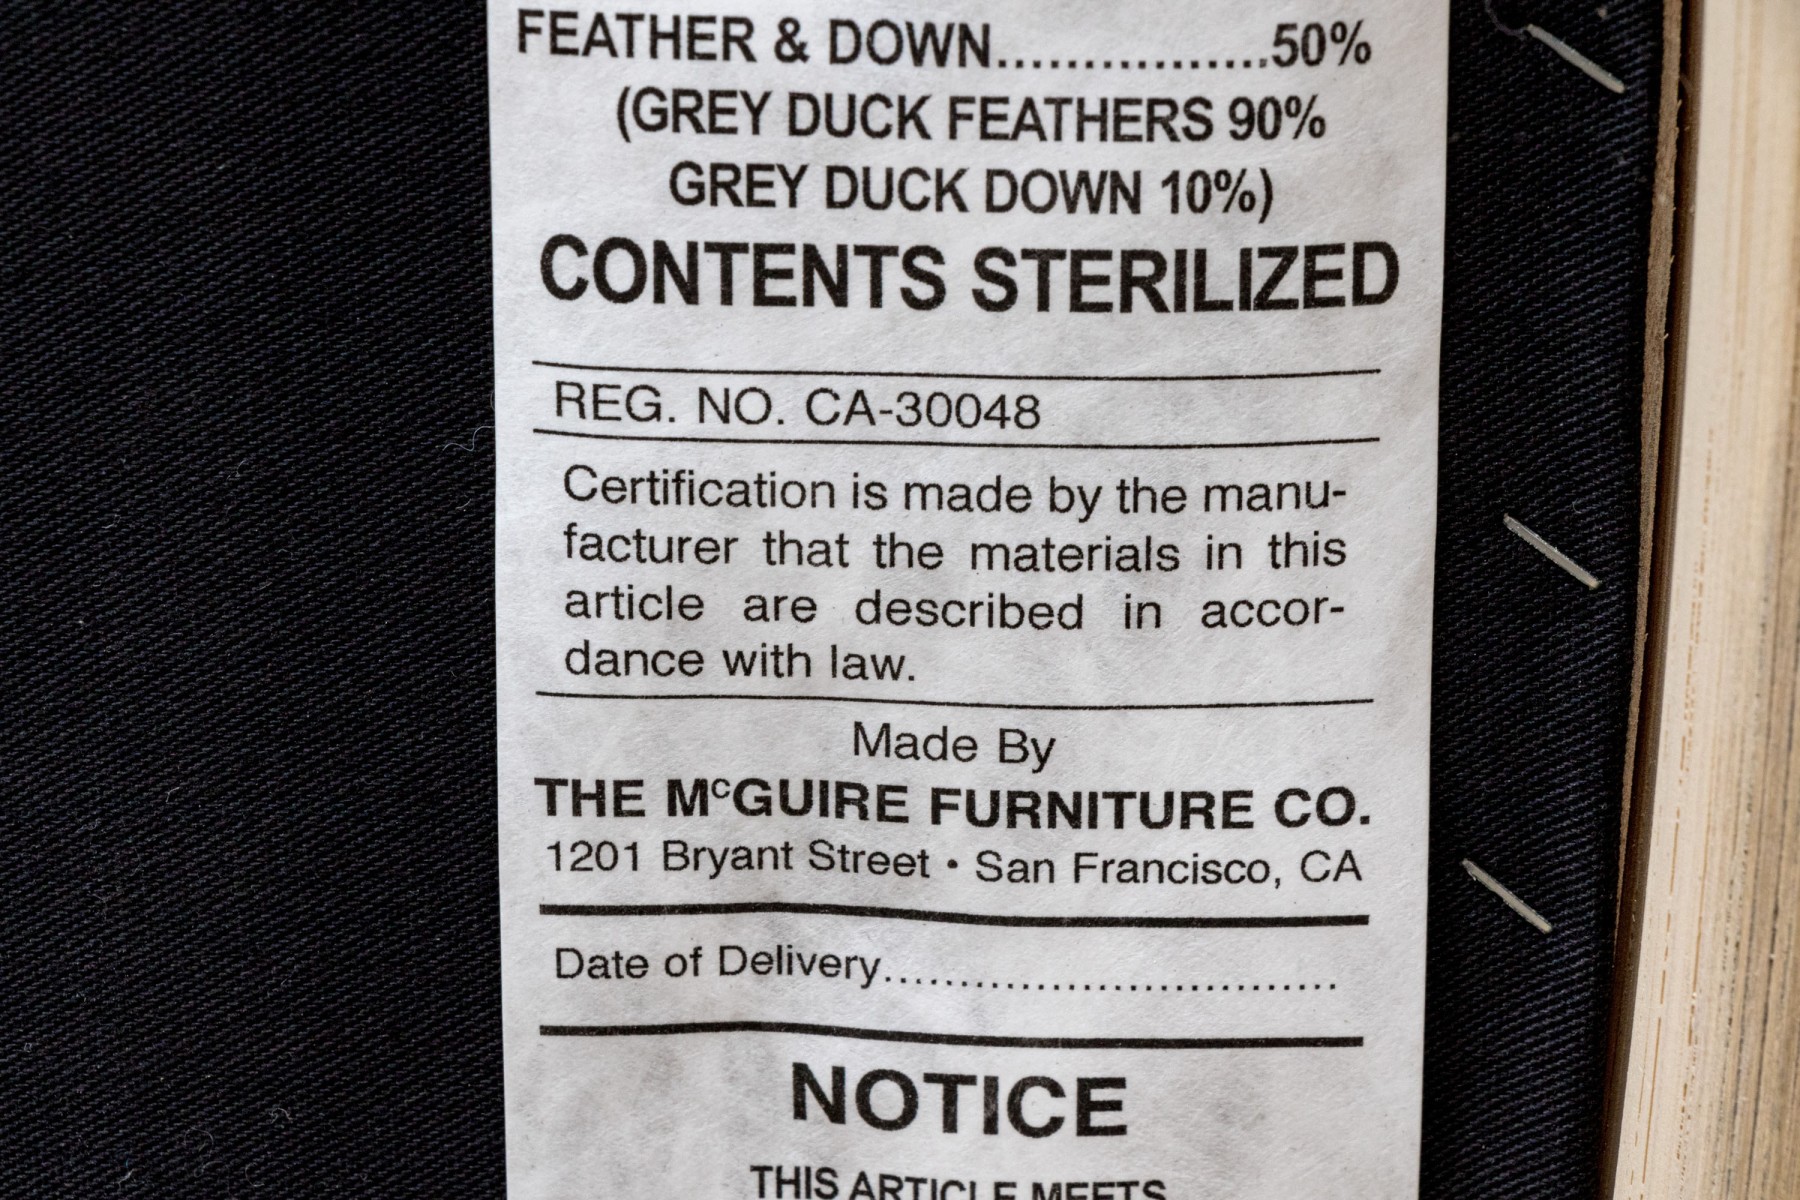 FEATHER & DOWN................50%
(GREY DUCK FEATHERS 90%
GREY DUCK DOWN 10%)
CONTENTS STERILIZED
REG. NO. CA-30048
Certification is made by the manu-
facturer that the materials in this
article are described in accor-
dance with law.
Made By
THE McGUIRE FURNITURE CO.
1201 Bryant Street • San Francisco, CA
Date of Delivery..............................
NOTICE
THIS ARTICLE MEETS